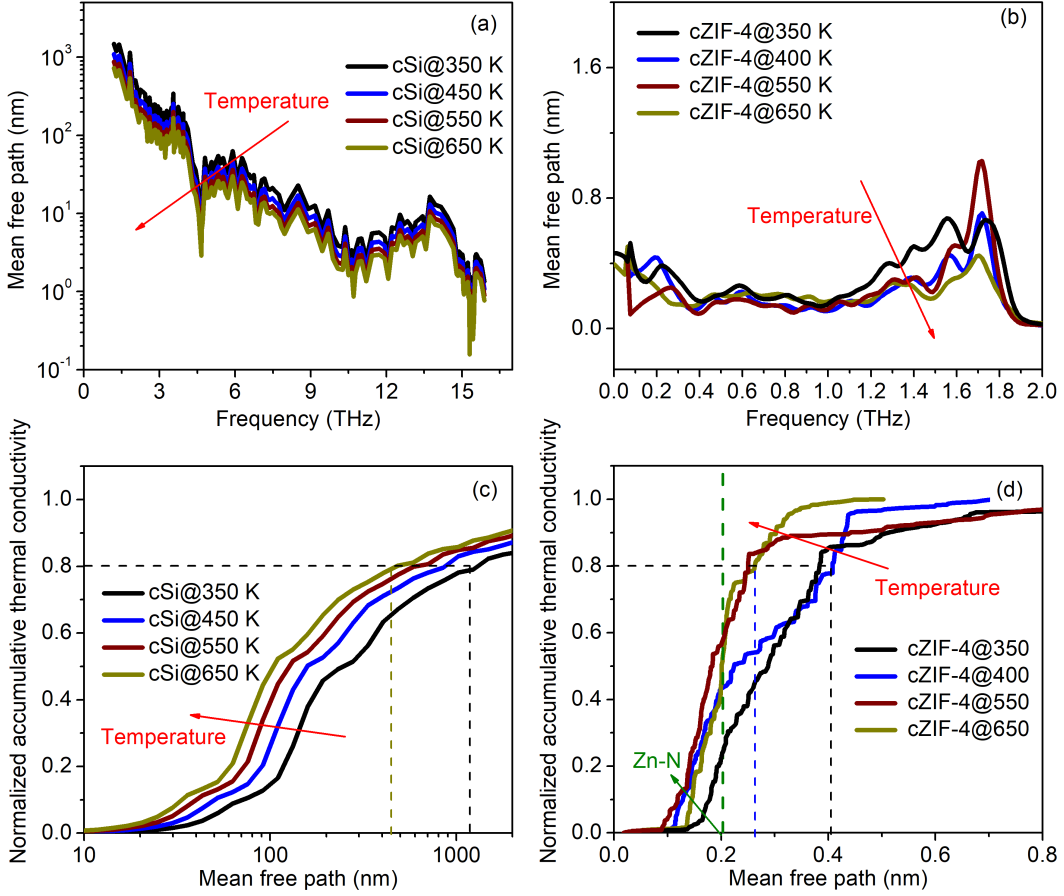 (a)
10³
10²
10¹
10⁰
10⁻¹
Mean free path (nm)
cSi@350 K
cSi@450 K
cSi@550 K
cSi@650 K
Temperature
0 3 6 9 12 15
Frequency (THz)
(b)
1.6
0.8
0.0
Mean free path (nm)
cZIF-4@350 K
cZIF-4@400 K
cZIF-4@550 K
cZIF-4@650 K
Temperature
0.0 0.2 0.4 0.6 0.8 1.0 1.2 1.4 1.6 1.8 2.0
Frequency (THz)
(c)
1.0
0.8
0.6
0.4
0.2
0.0
Normalized accumulative thermal conductivity
cSi@350 K
cSi@450 K
cSi@550 K
cSi@650 K
Temperature
10 100 1000
Mean free path (nm)
(d)
1.0
0.8
0.6
0.4
0.2
0.0
Normalized accumulative thermal conductivity
Temperature
cZIF-4@350
cZIF-4@400
cZIF-4@550
cZIF-4@650
Zn-N
0.0 0.2 0.4 0.6 0.8
Mean free path (nm)